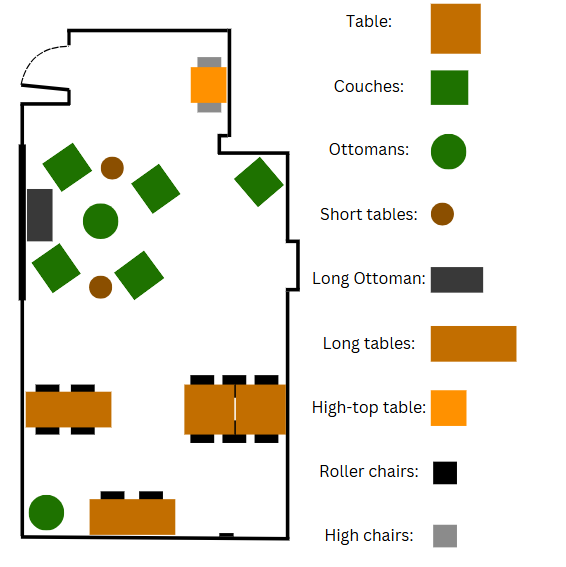 Table:
Couches:
Ottomans:
Short tables:
Long Ottoman:
Long tables:
High-top table:
Roller chairs:
High chairs: